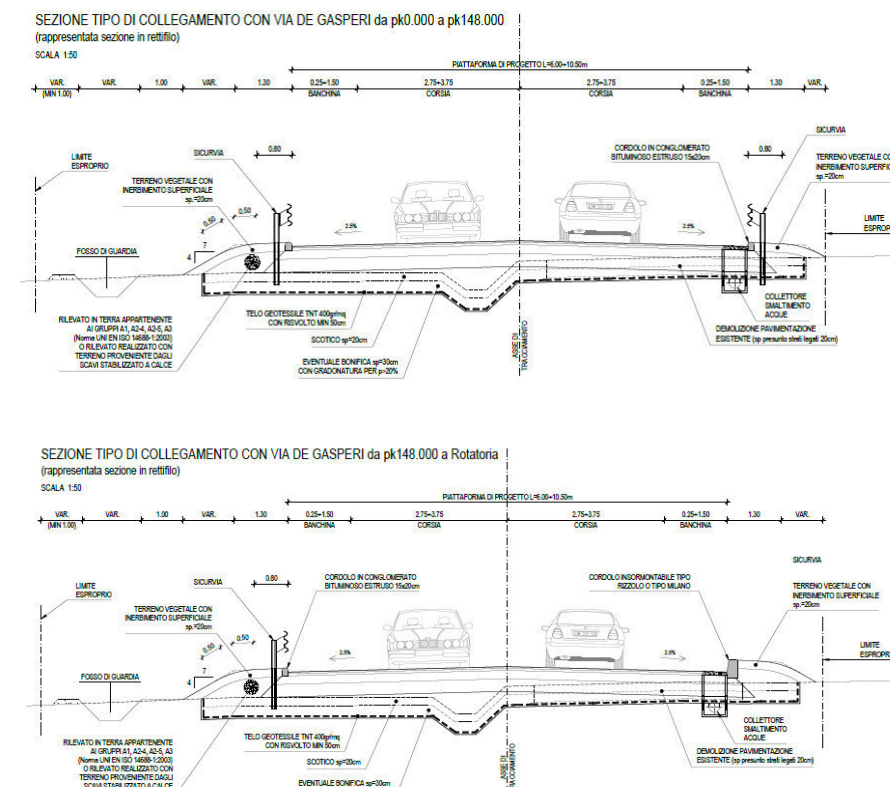 SEZIONE TIPO DI COLLEGAMENTO CON VIA DE GASPERI da pk0.000 a pk148.000
(rappresentata sezione in rettifilo)
SCALA 1:50
PIATTAFORMA DI PROGETTO L=6.00÷10.50m
VAR. VAR. 1.00 VAR. 1.30 0.25÷1.50 2.75÷3.75 2.75÷3.75 0.25÷1.50 1.30 VAR.
(MIN 1.00) BANCHINA CORSIA CORSIA BANCHINA
SICURVIA
LIMITE
ESPROPRIO
SICURVIA
0.80
CORDOLO IN CONGLOMERATO
BITUMINOSO ESTRUSO 15x20cm
0.80
TERRENO VEGETALE CO
INERBIMENTO SUPERFIC
sp.=20cm
TERRENO VEGETALE CON
INERBIMENTO SUPERFICIALE
sp.=20cm
0.50
0.50
2.5%
2.5%
LIMITE
ESPROP
FOSSO DI GUARDIA
7
4
RILEVATO IN TERRA APPARTENENTE
AI GRUPPI A1, A2-4, A2-5, A3
(Norma UNI EN ISO 14688-1:2003)
O RILEVATO REALIZZATO CON
TERRENO PROVENIENTE DAGLI
SCAVI STABILIZZATO A CALCE
TELO GEOTESSILE TNT 400gr/mq
CON RISVOLTO MIN 50cm
SCOTICO sp=20cm
EVENTUALE BONIFICA sp=30cm
CON GRADONATURA PER p>20%
ASSE DI
TRACCIAMENTO
COLLETTORE
SMALTIMENTO
ACQUE
DEMOLIZIONE PAVIMENTAZIONE
ESISTENTE (sp presunto strati legati 20cm)
SEZIONE TIPO DI COLLEGAMENTO CON VIA DE GASPERI da pk148.000 a Rotatoria
(rappresentata sezione in rettifilo)
SCALA 1:50
PIATTAFORMA DI PROGETTO L=6.00÷10.50m
VAR. VAR. 1.00 VAR. 1.30 0.25÷1.50 2.75÷3.75 2.75÷3.75 0.25÷1.50 1.30 VAR.
(MIN 1.00) BANCHINA CORSIA CORSIA BANCHINA
SICURVIA
LIMITE
ESPROPRIO
SICURVIA
0.80
CORDOLO IN CONGLOMERATO
BITUMINOSO ESTRUSO 15x20cm
CORDOLO INSORMONTABILE TIPO
RIZZOLO O TIPO MILANO
TERRENO VEGETALE CON
INERBIMENTO SUPERFICIALE
sp.=20cm
TERRENO VEGETALE CON
INERBIMENTO SUPERFICIALE
sp.=20cm
0.50
0.50
2.5%
2.5%
LIMITE
ESPROPRI
FOSSO DI GUARDIA
7
4
RILEVATO IN TERRA APPARTENENTE
AI GRUPPI A1, A2-4, A2-5, A3
(Norma UNI EN ISO 14688-1:2003)
O RILEVATO REALIZZATO CON
TERRENO PROVENIENTE DAGLI
SCAVI STABILIZZATO A CALCE
TELO GEOTESSILE TNT 400gr/mq
CON RISVOLTO MIN 50cm
SCOTICO sp=20cm
EVENTUALE BONIFICA sp=30cm
ASSE DI
TRACCIAMENTO
COLLETTORE
SMALTIMENTO
ACQUE
DEMOLIZIONE PAVIMENTAZIONE
ESISTENTE (sp presunto strati legati 20cm)